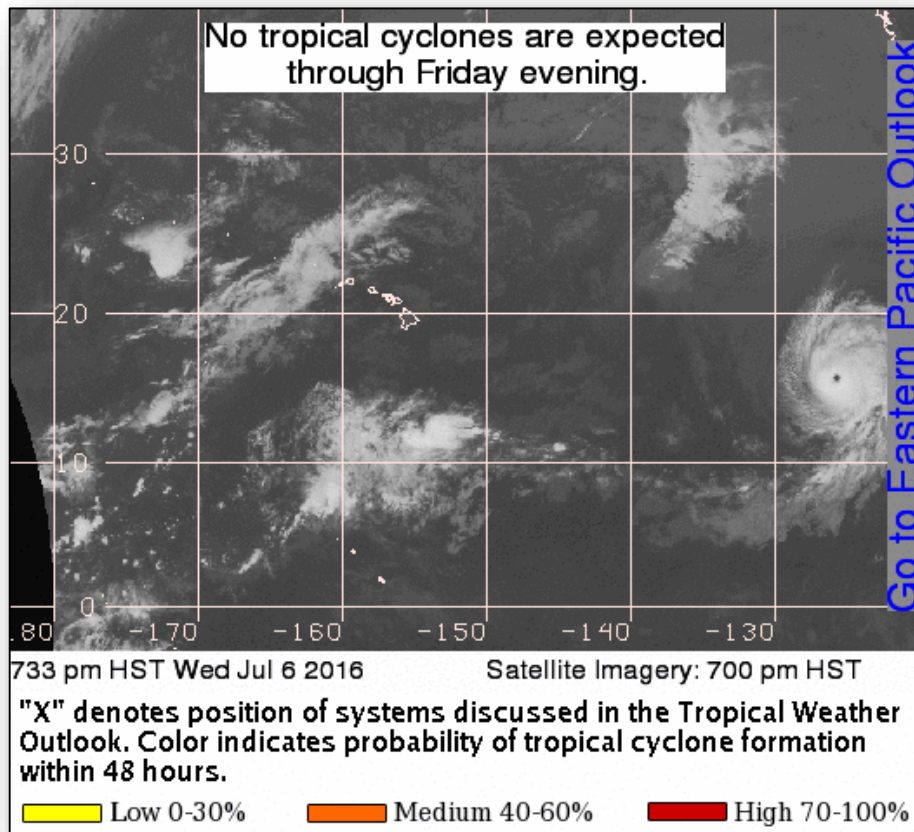 No tropical cyclones are expected
through Friday evening.
Go to Eastern Pacific Outlook
30
20
10
0
.80 -170 -160 -150 -140 -130
733 pm HST Wed Jul 6 2016 Satellite Imagery: 700 pm HST
"X" denotes position of systems discussed in the Tropical Weather
Outlook. Color indicates probability of tropical cyclone formation
within 48 hours.
Low 0-30% Medium 40-60% High 70-100%